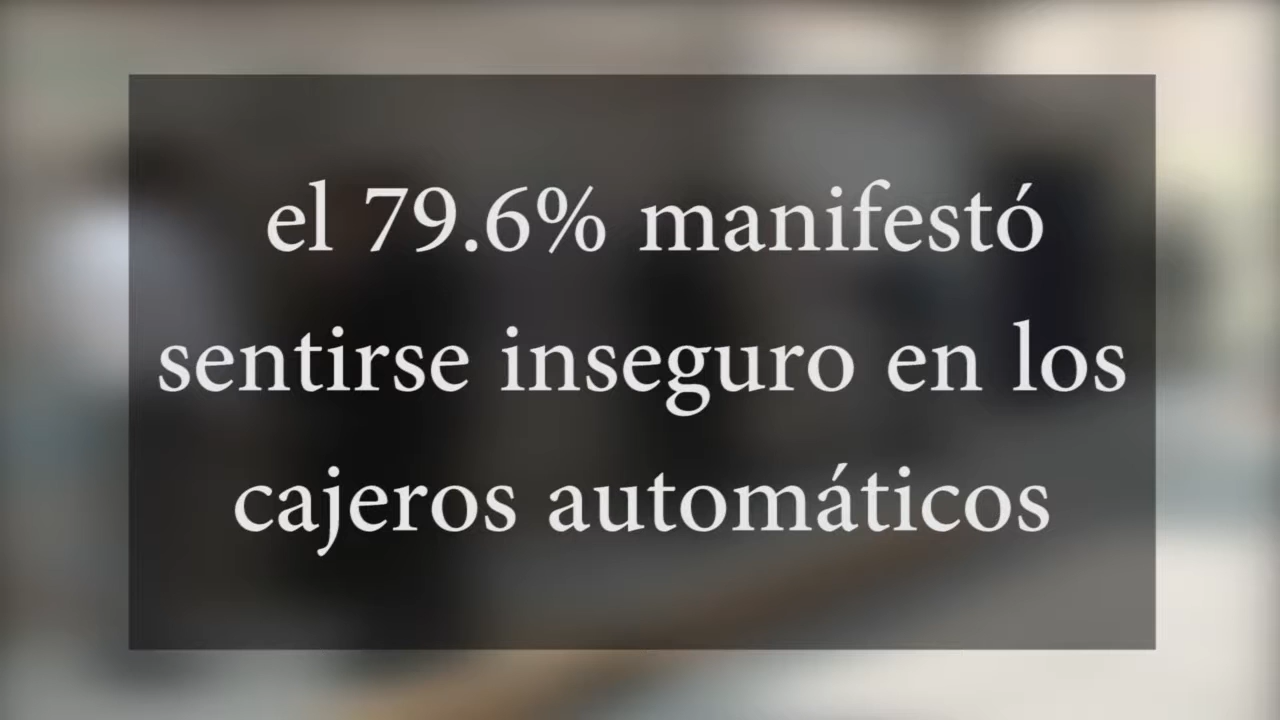 el 79.6% manifestó
sentirse inseguro en los
cajeros automáticos